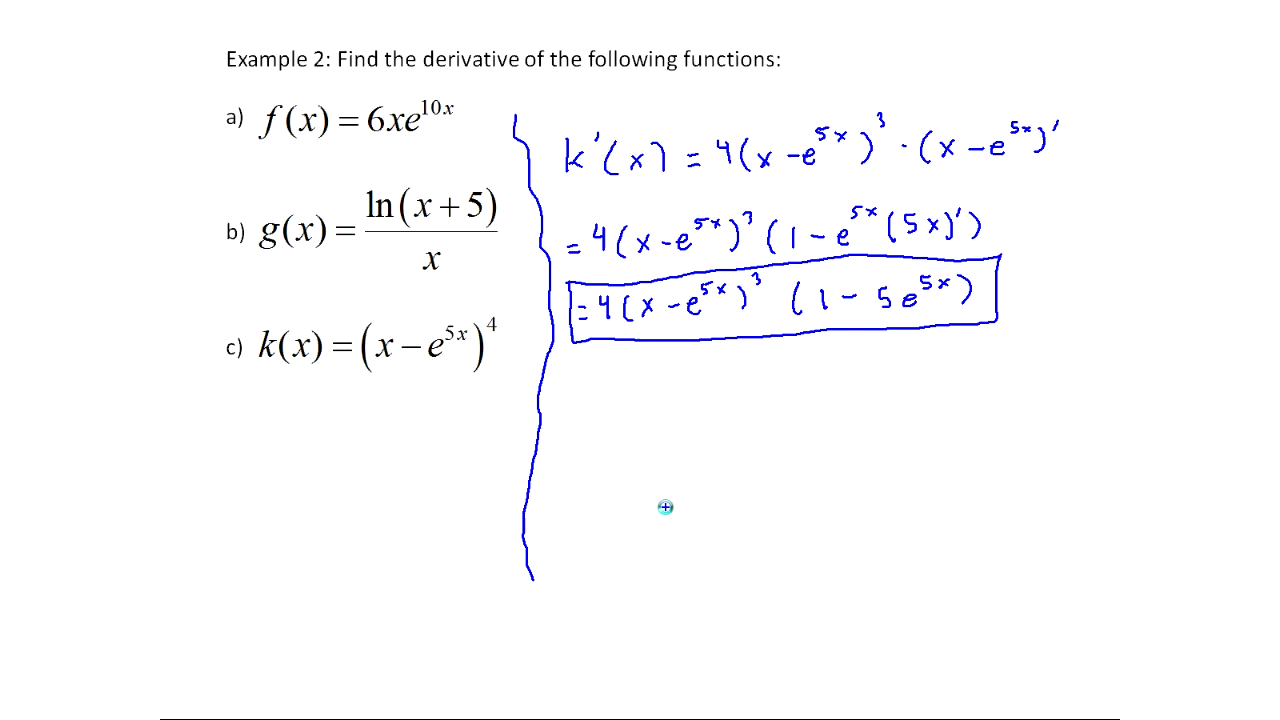 Example 2: Find the derivative of the following functions:
a) f(x) = 6xe^{10x}
b) g(x) = \frac{ln(x + 5)}{x}
c) k(x) = (x − e^{5x})^4
k'(x) = 4(x − e^{5x})^3 · (x − e^{5x})'
= 4(x − e^{5x})^3 (1 − e^{5x}(5x)')
= 4(x − e^{5x})^3 (1 − 5e^{5x})